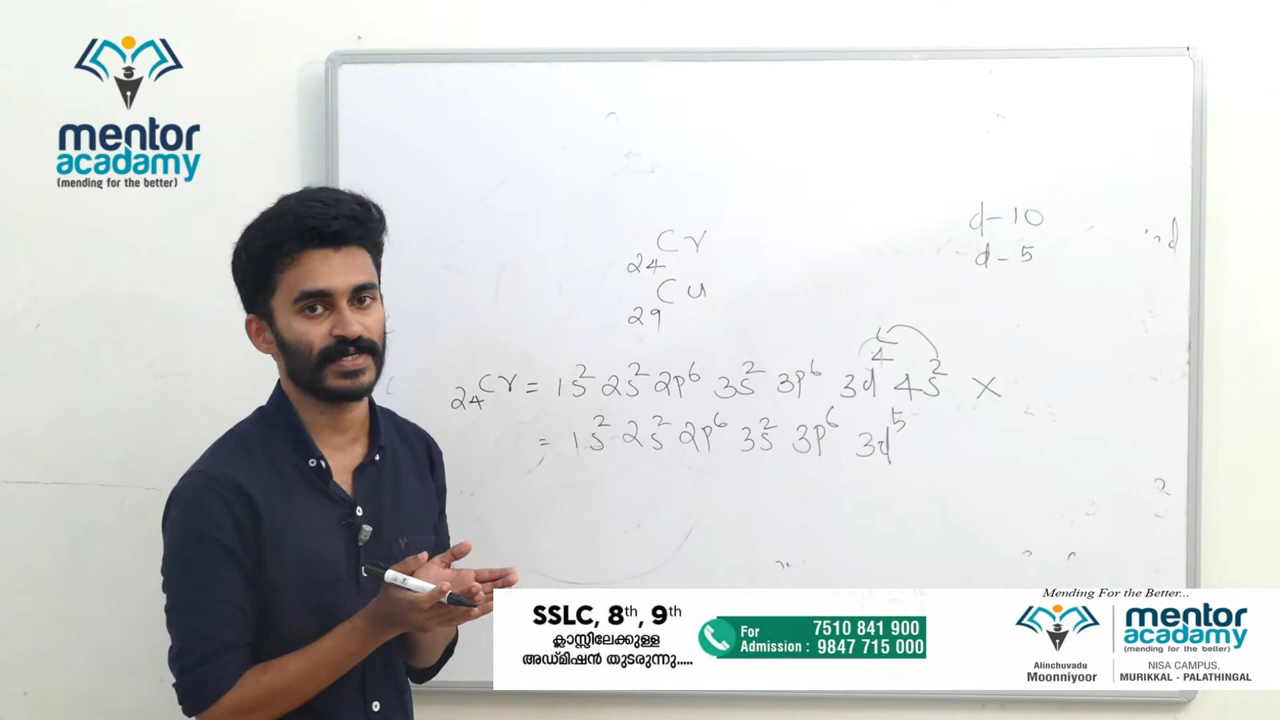 mentor
acadamy
(mending for the better)
d-10
d-5
24Cr
29Cu
24Cr = 1s² 2s² 2p⁶ 3s² 3p⁶ 3d⁴ 4s² X
= 1s² 2s² 2p⁶ 3s² 3p⁶ 3d⁵
SSLC, 8th, 9th
ക്ലാസ്സിലേക്കുള്ള
അഡ്മിഷൻ തുടരുന്നു.....
For Admission :
7510 841 900
9847 715 000
Mending For the Better...
Alinchuvadu
Moonniyoor
mentor
acadamy
(mending for the better)
NISA CAMPUS,
MURIKKAL - PALATHINGAL